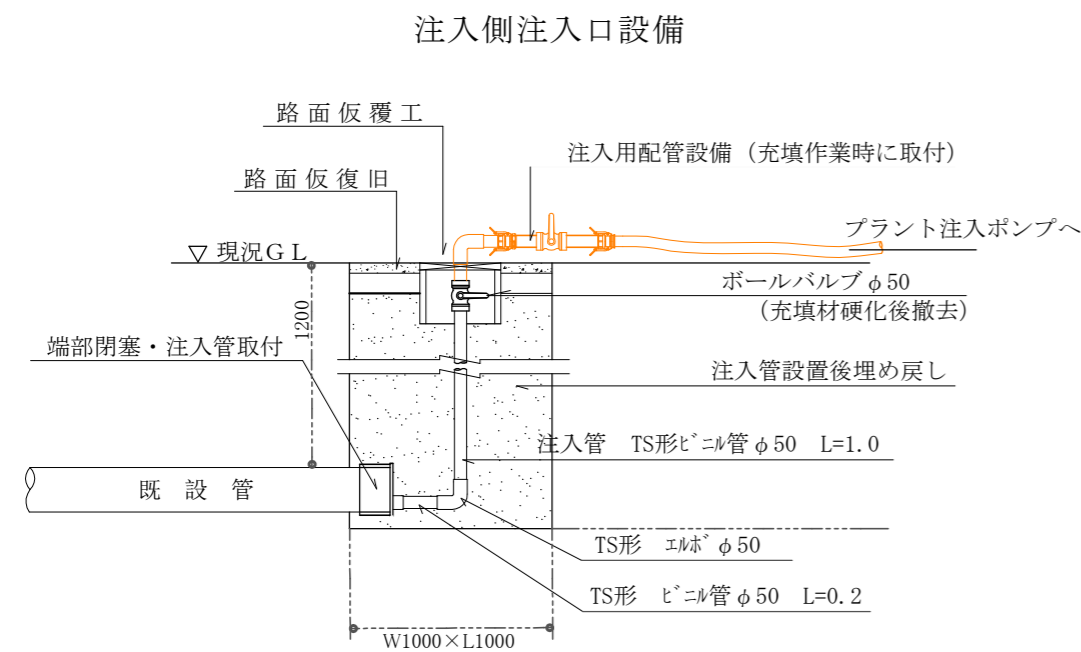 注入側注入口設備
路面仮覆工
注入用配管設備（充填作業時に取付）
路面仮復旧
プラント注入ポンプへ
▽ 現況GL
ボールバルブφ50
（充填材硬化後撤去）
1200
端部閉塞・注入管取付
注入管設置後埋め戻し
注入管　TS形ﾋﾞﾆﾙ管φ50　L=1.0
既　設　管
TS形　ｴﾙﾎﾞφ50
TS形　ﾋﾞﾆﾙ管φ50　L=0.2
W1000×L1000